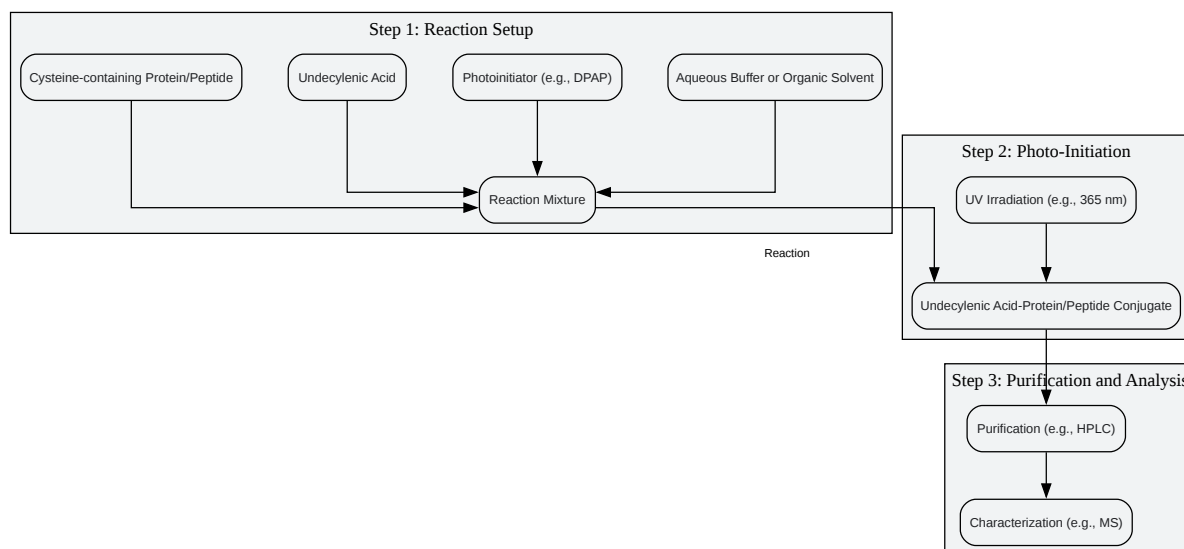 Step 1: Reaction Setup
Cysteine-containing Protein/Peptide
Undecylenic Acid
Photoinitiator (e.g., DPAP)
Aqueous Buffer or Organic Solvent
Reaction Mixture
Step 2: Photo-Initiation
UV Irradiation (e.g., 365 nm)
Reaction
Undecylenic Acid-Protein/Peptide Conjugate
Step 3: Purification and Analysis
Purification (e.g., HPLC)
Characterization (e.g., MS)